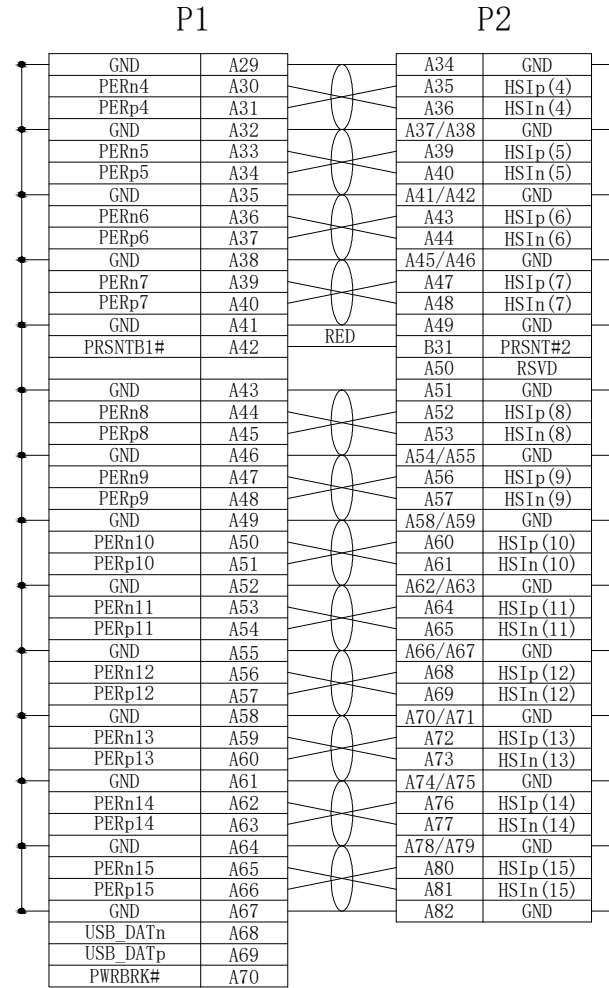 P1 P2
GND A29 A34 GND
PERn4 A30 A35 HSIp(4)
PERp4 A31 A36 HSIn(4)
GND A32 A37/A38 GND
PERn5 A33 A39 HSIp(5)
PERp5 A34 A40 HSIn(5)
GND A35 A41/A42 GND
PERn6 A36 A43 HSIp(6)
PERp6 A37 A44 HSIn(6)
GND A38 A45/A46 GND
PERn7 A39 A47 HSIp(7)
PERp7 A40 A48 HSIn(7)
GND A41 A49 GND
RED
PRSNTB1# A42 B31 PRSNT#2
A50 RSVD
GND A43 A51 GND
PERn8 A44 A52 HSIp(8)
PERp8 A45 A53 HSIn(8)
GND A46 A54/A55 GND
PERn9 A47 A56 HSIp(9)
PERp9 A48 A57 HSIn(9)
GND A49 A58/A59 GND
PERn10 A50 A60 HSIp(10)
PERp10 A51 A61 HSIn(10)
GND A52 A62/A63 GND
PERn11 A53 A64 HSIp(11)
PERp11 A54 A65 HSIn(11)
GND A55 A66/A67 GND
PERn12 A56 A68 HSIp(12)
PERp12 A57 A69 HSIn(12)
GND A58 A70/A71 GND
PERn13 A59 A72 HSIp(13)
PERp13 A60 A73 HSIn(13)
GND A61 A74/A75 GND
PERn14 A62 A76 HSIp(14)
PERp14 A63 A77 HSIn(14)
GND A64 A78/A79 GND
PERn15 A65 A80 HSIp(15)
PERp15 A66 A81 HSIn(15)
GND A67 A82 GND
USB_DATn A68
USB_DATp A69
PWRBRK# A70